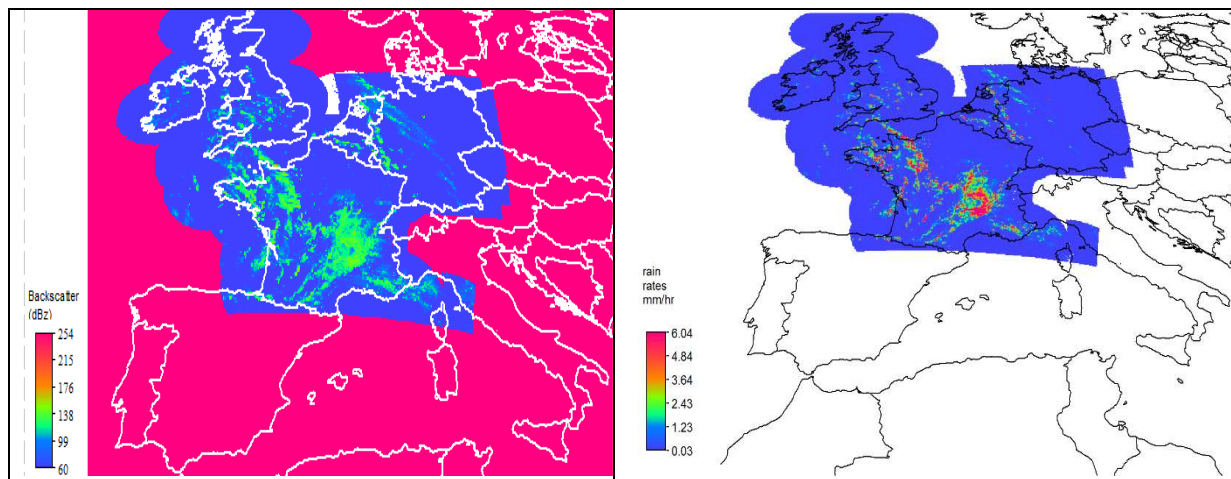 Backscatter
(dBz)
254
215
176
138
99
60
rain
rates
mm/hr
6.04
4.84
3.64
2.43
1.23
0.03